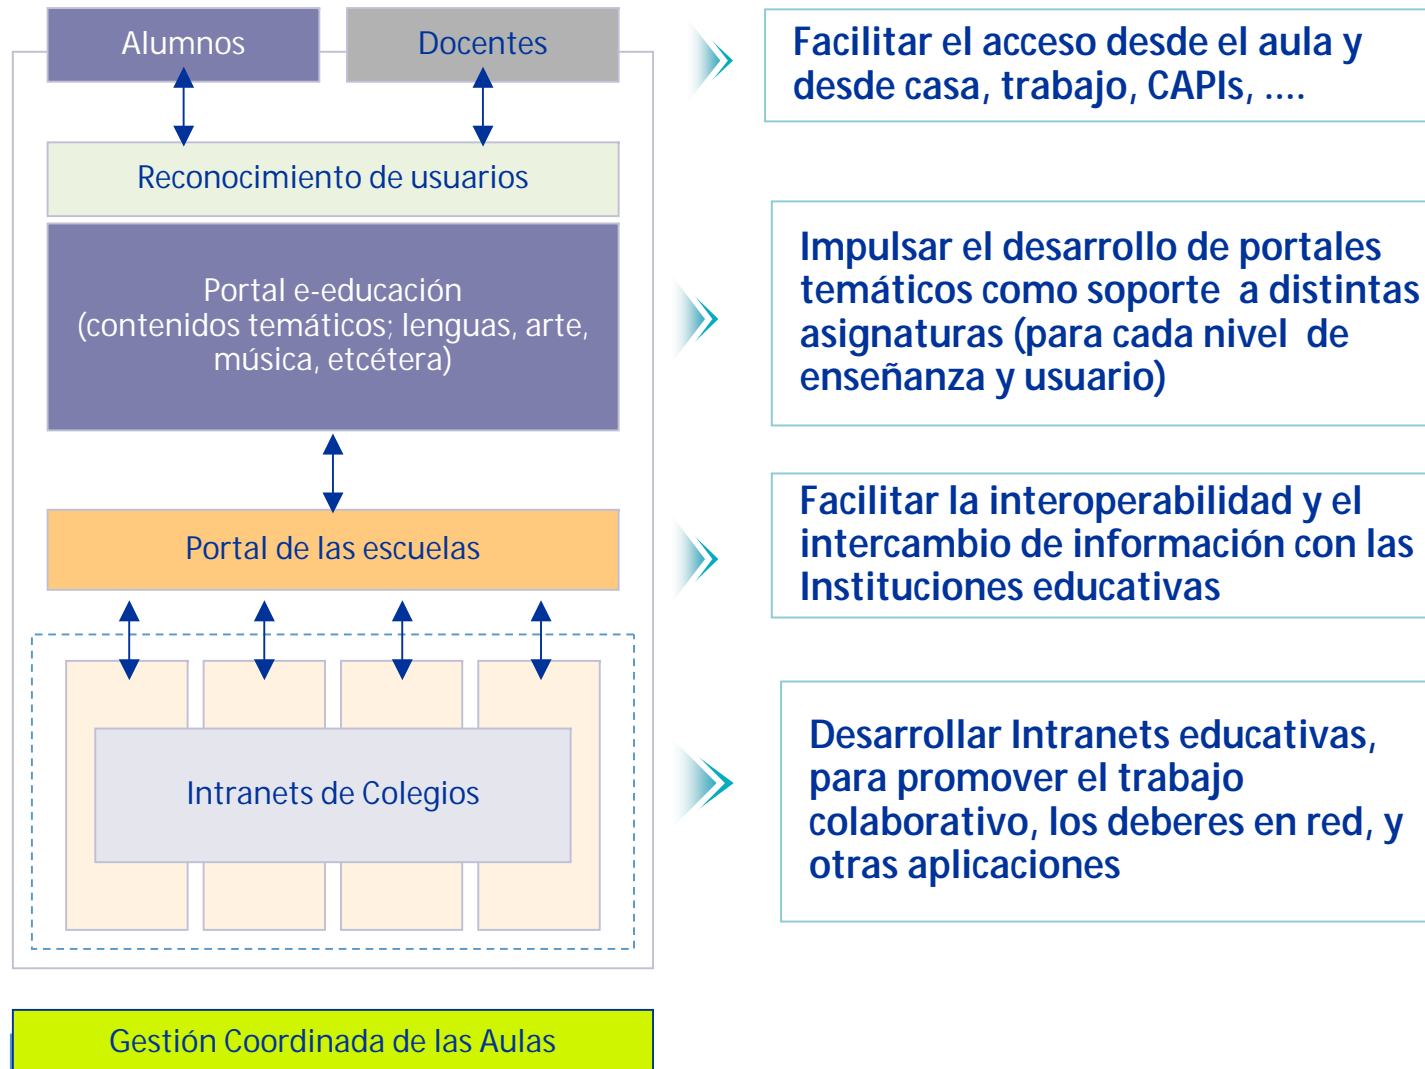 Alumnos
Docentes
Facilitar el acceso desde el aula y
desde casa, trabajo, CAPIs, ....
Reconocimiento de usuarios
Portal e-educación
(contenidos temáticos; lenguas, arte,
música, etcétera)
Impulsar el desarrollo de portales
temáticos como soporte a distintas
asignaturas (para cada nivel de
enseñanza y usuario)
Portal de las escuelas
Facilitar la interoperabilidad y el
intercambio de información con las
Instituciones educativas
Intranets de Colegios
Desarrollar Intranets educativas,
para promover el trabajo
colaborativo, los deberes en red, y
otras aplicaciones
Gestión Coordinada de las Aulas